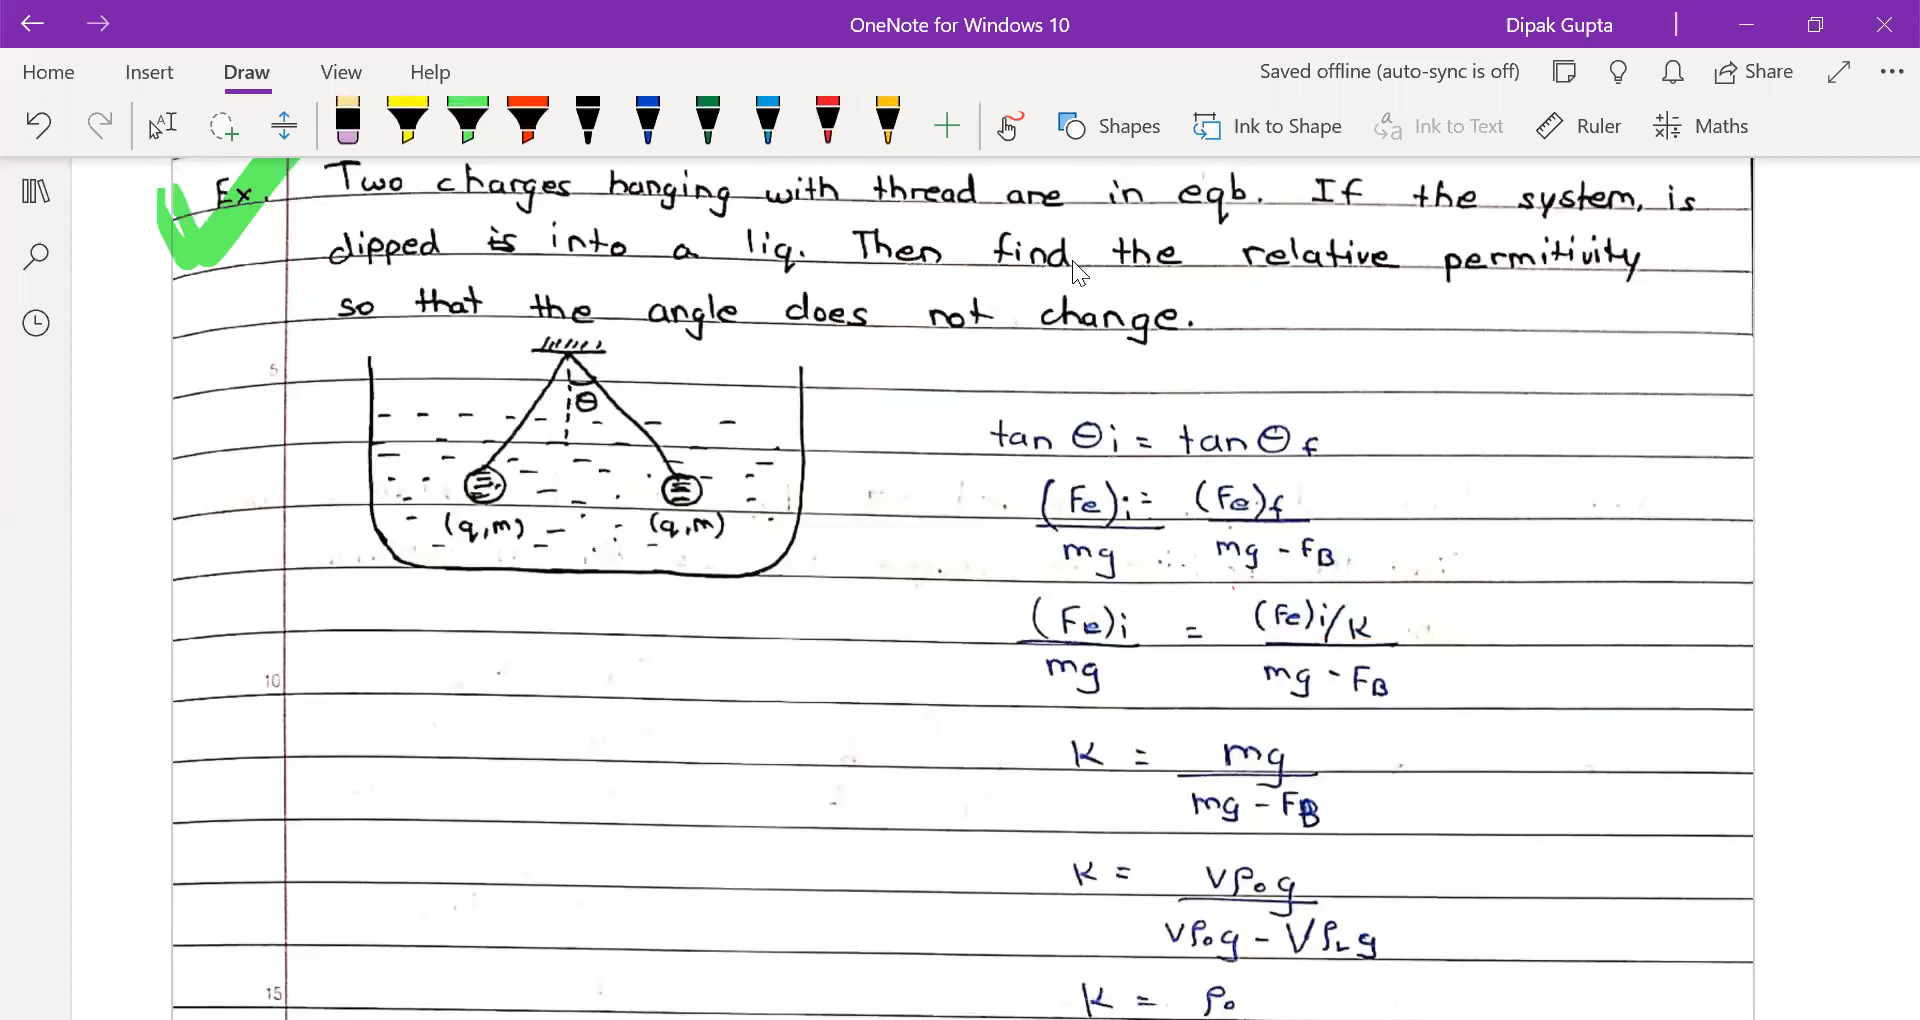 OneNote for Windows 10
Dipak Gupta
Home Insert Draw View Help
Saved offline (auto-sync is off)
Share
Shapes
Ink to Shape
Ink to Text
Ruler
Maths
Ex. Two charges hanging with thread are in eqb. If the system, is
dipped is into a liq. Then find the relative permitivity
so that the angle does not change.
5
θ
(q,m) (q,m)
tan θi = tan θf
(Fe)i = (Fe)f
mg mg - FB
(Fe)i = (Fe)i/K
mg mg - FB
10
K = mg
mg - FB
K = Vρ₀g
Vρ₀g - VρLg
15
K = ρ₀